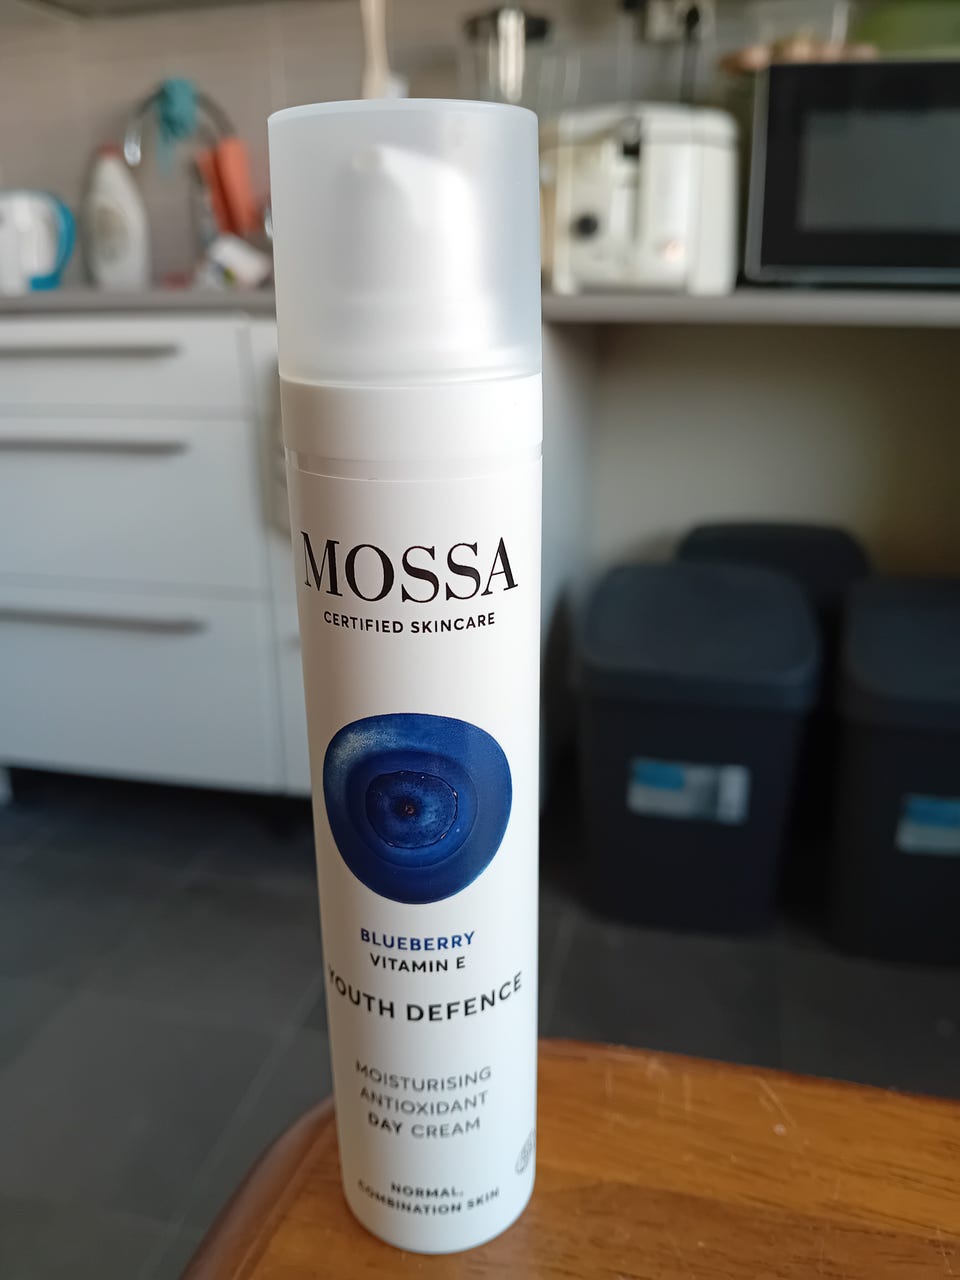 MOSSA
CERTIFIED SKINCARE
BLUEBERRY
VITAMIN E
YOUTH DEFENCE
MOISTURISING
ANTIOXIDANT
DAY CREAM
NORMAL,
COMBINATION SKIN